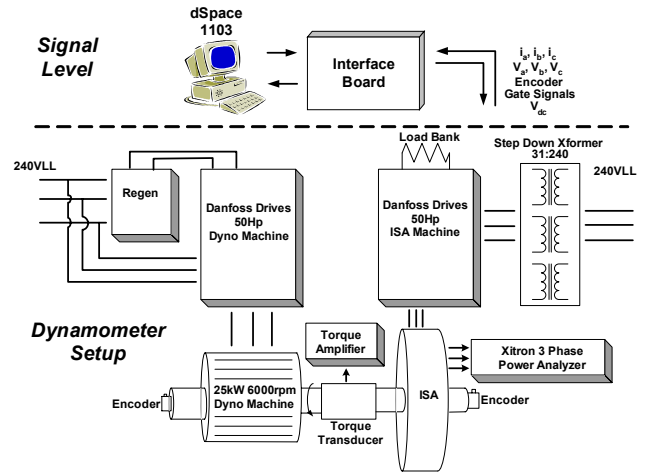 dSpace
1103
Signal
Level
Interface
Board
ia, ib, ic
Va, Vb, Vc
Encoder
Gate Signals
Vdc
Load Bank
Step Down Xformer
31:240
240VLL
240VLL
Regen
Danfoss Drives
50Hp
Dyno Machine
Danfoss Drives
50Hp
ISA Machine
Dynamometer
Setup
Torque
Amplifier
Xitron 3 Phase
Power Analyzer
25kW 6000rpm
Dyno Machine
Encoder
ISA
Encoder
Torque
Transducer